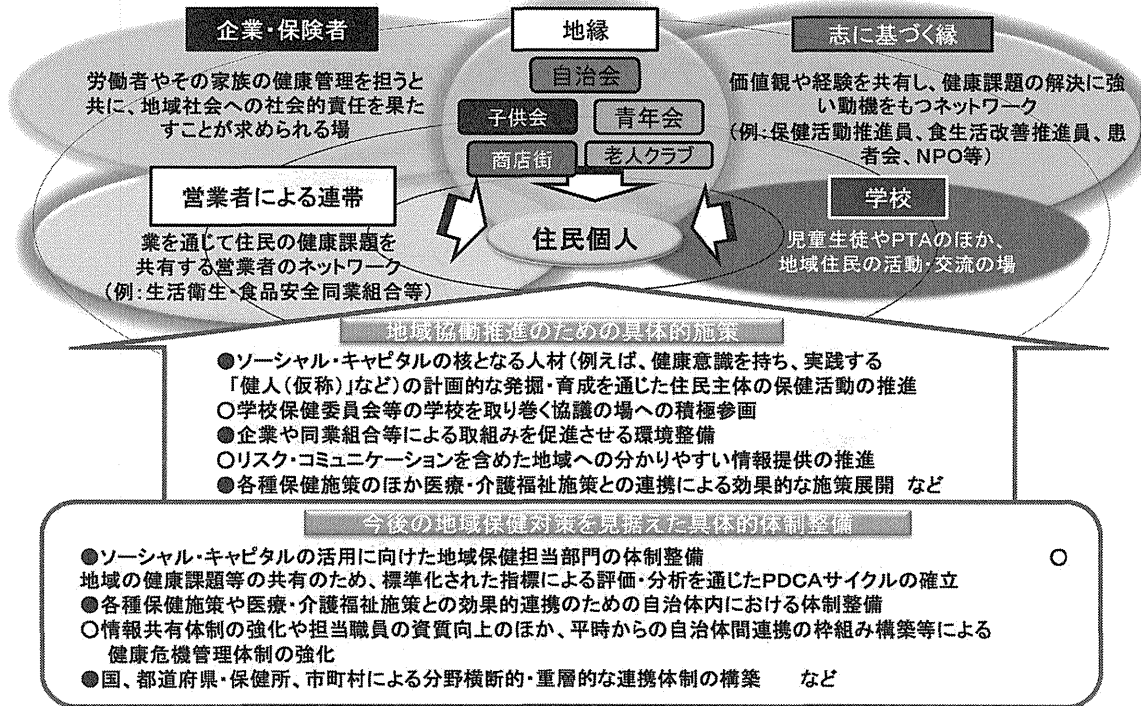 企業・保険者
労働者やその家族の健康管理を担うと
共に、地域社会への社会的責任を果た
すことが求められる場
地縁
自治会
子供会
青年会
商店街
老人クラブ
志に基づく縁
価値観や経験を共有し、健康課題の解決に強
い動機をもつネットワーク
(例:保健活動推進員、食生活改善推進員、患
者会、NPO等)
営業者による連帯
業を通じて住民の健康課題を
共有する営業者のネットワーク
(例:生活衛生・食品安全同業組合等)
住民個人
学校
児童生徒やPTAのほか、
地域住民の活動・交流の場
地域協働推進のための具体的施策
●ソーシャル・キャピタルの核となる人材(例えば、健康意識を持ち、実践する
「健人(仮称)」など)の計画的な発掘・育成を通じた住民主体の保健活動の推進
○学校保健委員会等の学校を取り巻く協議の場への積極参画
●企業や同業組合等による取組みを促進させる環境整備
○リスク・コミュニケーションを含めた地域への分かりやすい情報提供の推進
●各種保健施策のほか医療・介護福祉施策との連携による効果的な施策展開 など
今後の地域保健対策を見据えた具体的体制整備
●ソーシャル・キャピタルの活用に向けた地域保健担当部門の体制整備 ○
地域の健康課題等の共有のため、標準化された指標による評価・分析を通じたPDCAサイクルの確立
●各種保健施策や医療・介護福祉施策との効果的連携のための自治体内における体制整備
○情報共有体制の強化や担当職員の資質向上のほか、平時からの自治体間連携の枠組み構築等による
健康危機管理体制の強化
●国、都道府県・保健所、市町村による分野横断的・重層的な連携体制の構築 など